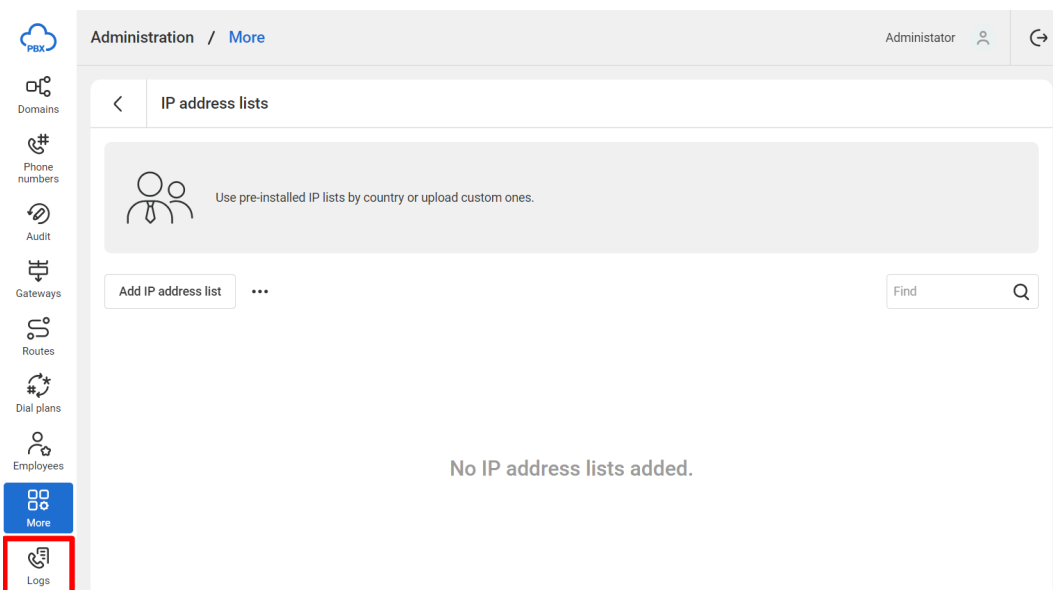 PBX
Administration / More
Administator
Domains
Phone
numbers
Audit
Gateways
Routes
Dial plans
Employees
More
Logs
IP address lists
Use pre-installed IP lists by country or upload custom ones.
Add IP address list
Find
No IP address lists added.